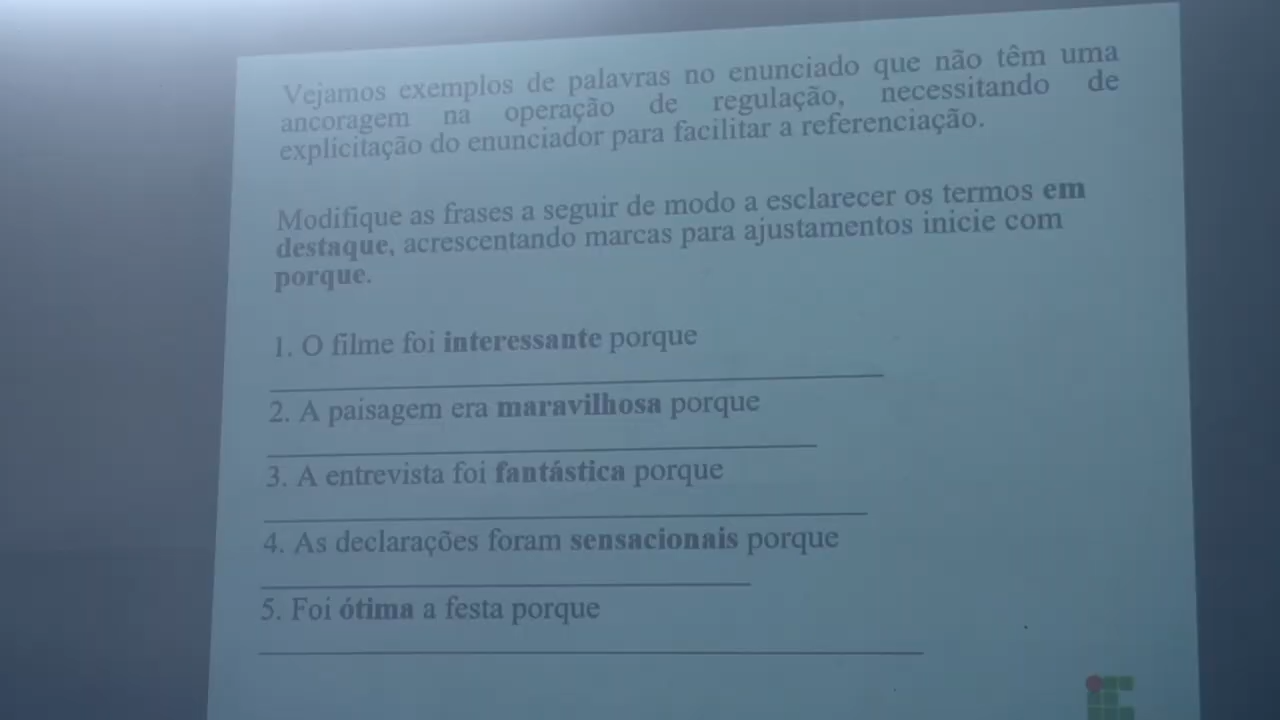 Vejamos exemplos de palavras no enunciado que não têm uma
ancoragem na operação de regulação, necessitando de
explicitação do enunciador para facilitar a referenciação.
Modifique as frases a seguir de modo a esclarecer os termos em
destaque, acrescentando marcas para ajustamentos inicie com
porque.
1. O filme foi interessante porque
2. A paisagem era maravilhosa porque
3. A entrevista foi fantástica porque
4. As declarações foram sensacionais porque
5. Foi ótima a festa porque